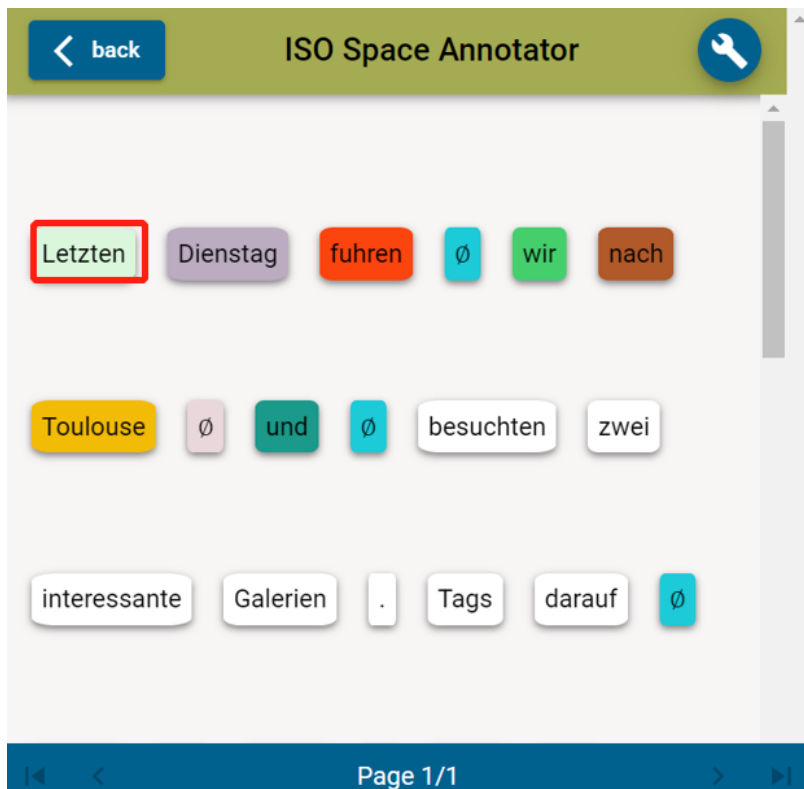 back ISO Space Annotator
Letzten Dienstag fuhren Ø wir nach
Toulouse Ø und Ø besuchten zwei
interessante Galerien . Tags darauf Ø
Page 1/1